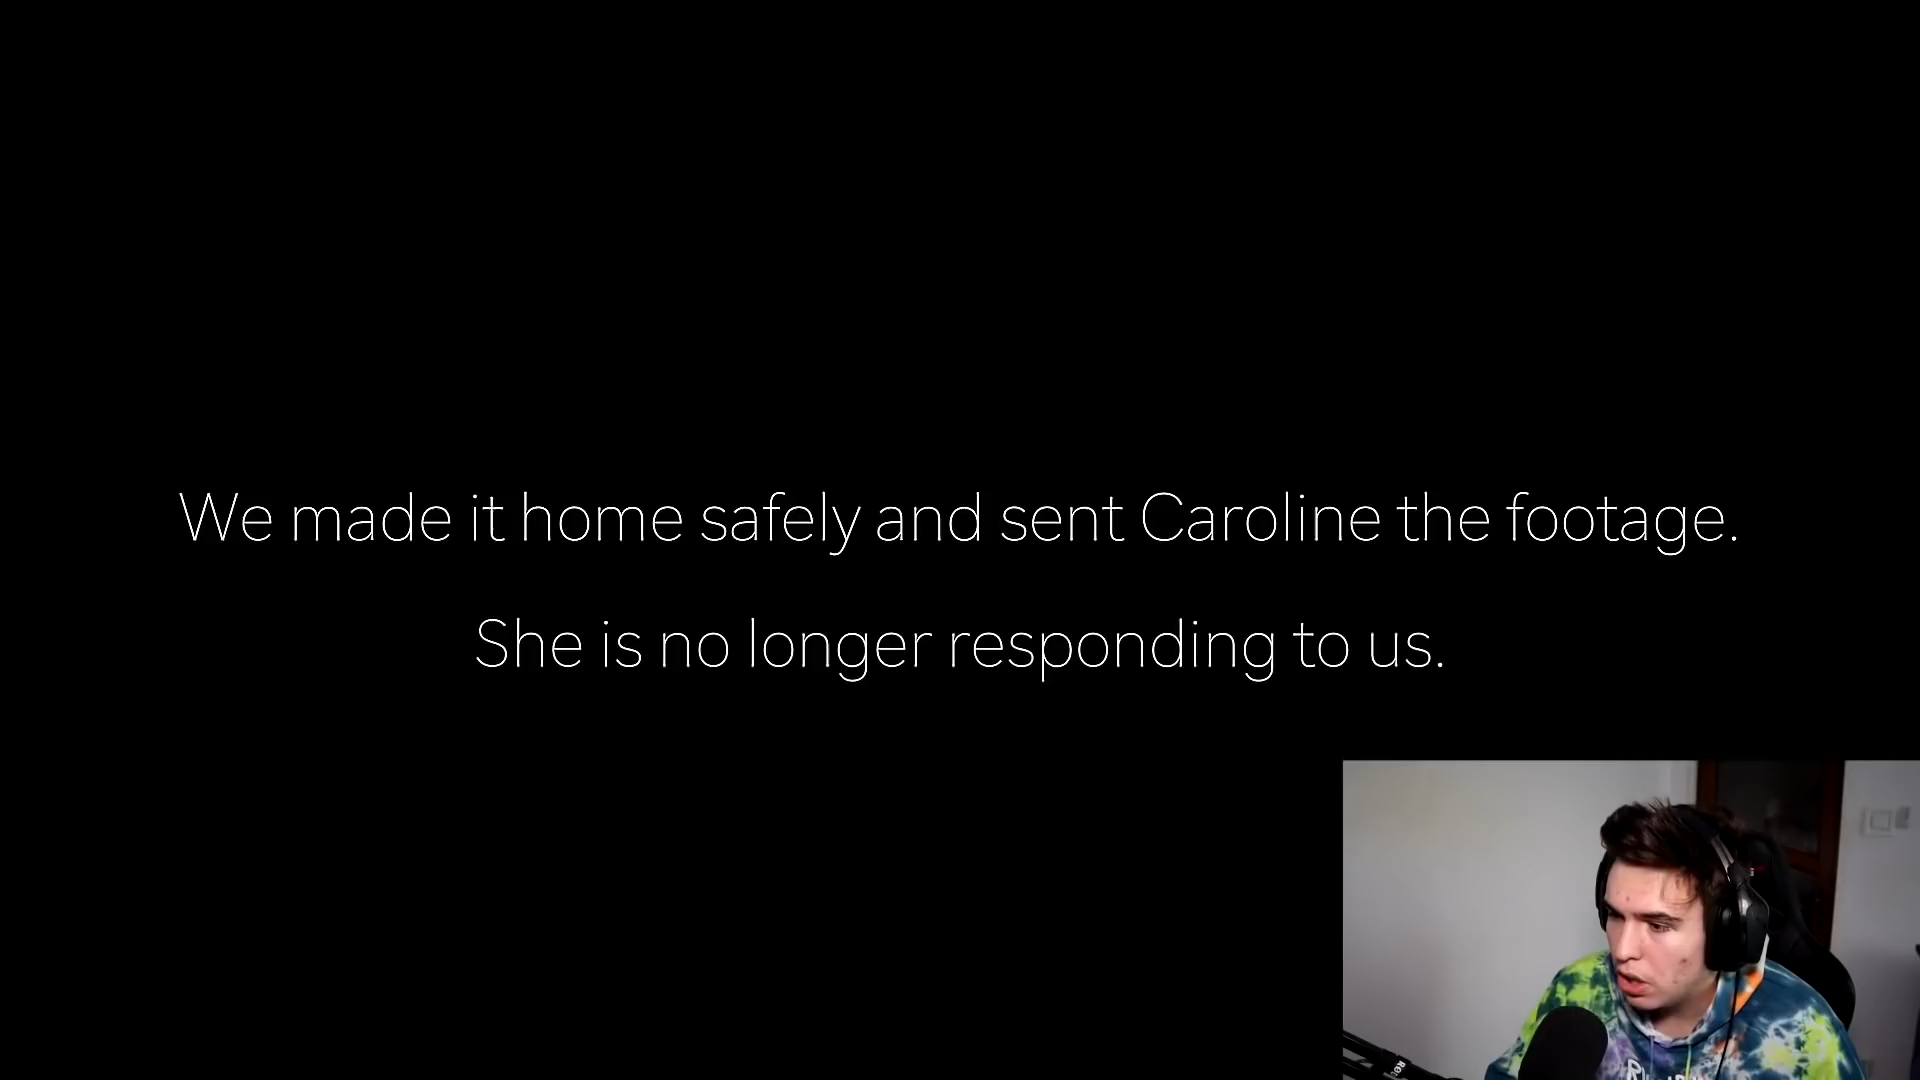 We made it home safely and sent Caroline the footage.
She is no longer responding to us.